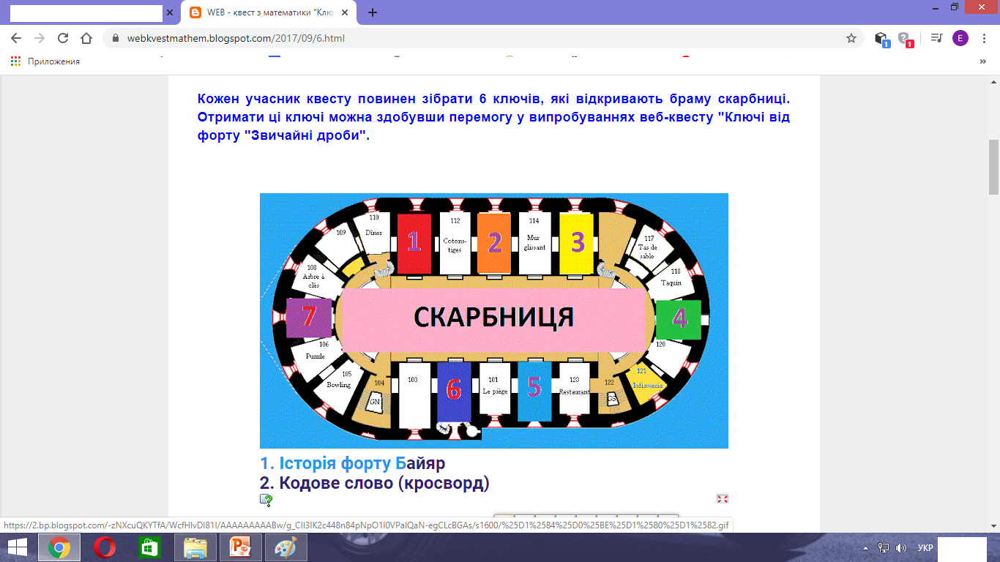 WEB - квест з математики "Клю
webkvestmathem.blogspot.com/2017/09/6.html
1
1
E
Приложения
»
Кожен учасник квесту повинен зібрати 6 ключів, які відкривають браму скарбниці.
Отримати ці ключі можна здобувши перемогу у випробуваннях веб-квесту "Ключі від
форту "Звичайні дроби".
109
110
Dîner
1
112
Cotons-
tiges
2
114
Mur
glissant
3
117
Tas de
sable
108
Arbre à
clés
118
Taquin
7
СКАРБНИЦЯ
4
106
Puzzle
120
105
Bowling
104
GN
103
6
101
Le piège
5
123
Restaurant
122
GS
121
Infirmerie
1. Історія форту Байяр
2. Кодове слово (кросворд)
https://2.bp.blogspot.com/-zNXcuQKYTfA/WcfHlvDI81I/AAAAAAAAABw/g_CII3IK2c448n84pNpO1I0VPalQaN-egCLcBGAs/s1600/%25D1%2584%25D0%25BE%25D1%2580%25D1%2582.gif
УКР